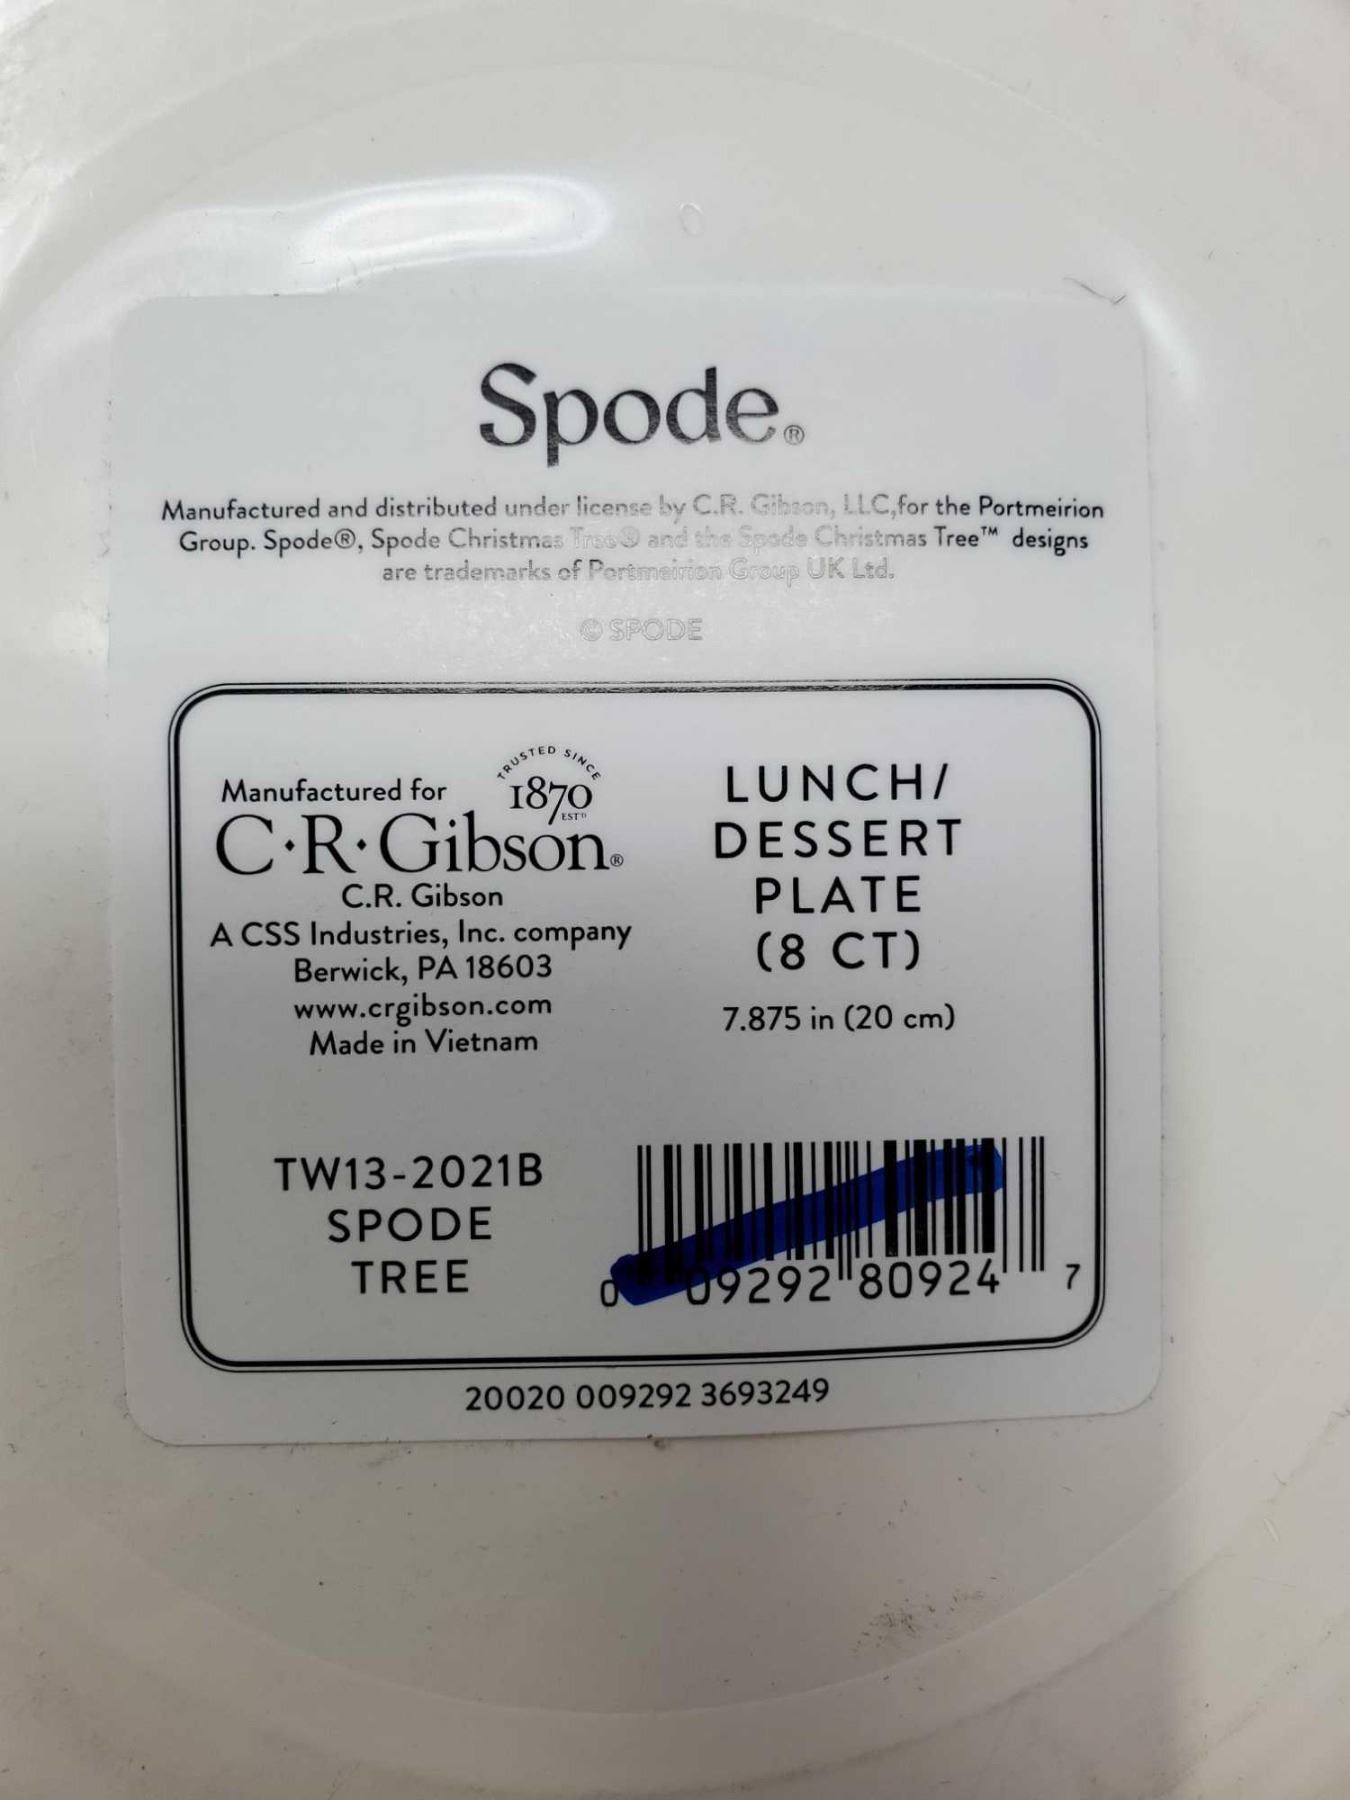 Spode®
Manufactured and distributed under license by C.R. Gibson, LLC,for the Portmeirion
Group. Spode®, Spode Christmas Tree® and the Spode Christmas Tree™ designs
are trademarks of Portmeirion Group UK Ltd.
© SPODE
TRUSTED SINCE
1870
ESTD
Manufactured for
C·R·Gibson®
C.R. Gibson
A CSS Industries, Inc. company
Berwick, PA 18603
www.crgibson.com
Made in Vietnam
LUNCH/
DESSERT
PLATE
(8 CT)
7.875 in (20 cm)
TW13-2021B
SPODE
TREE
0 09292 80924 7
20020 009292 3693249